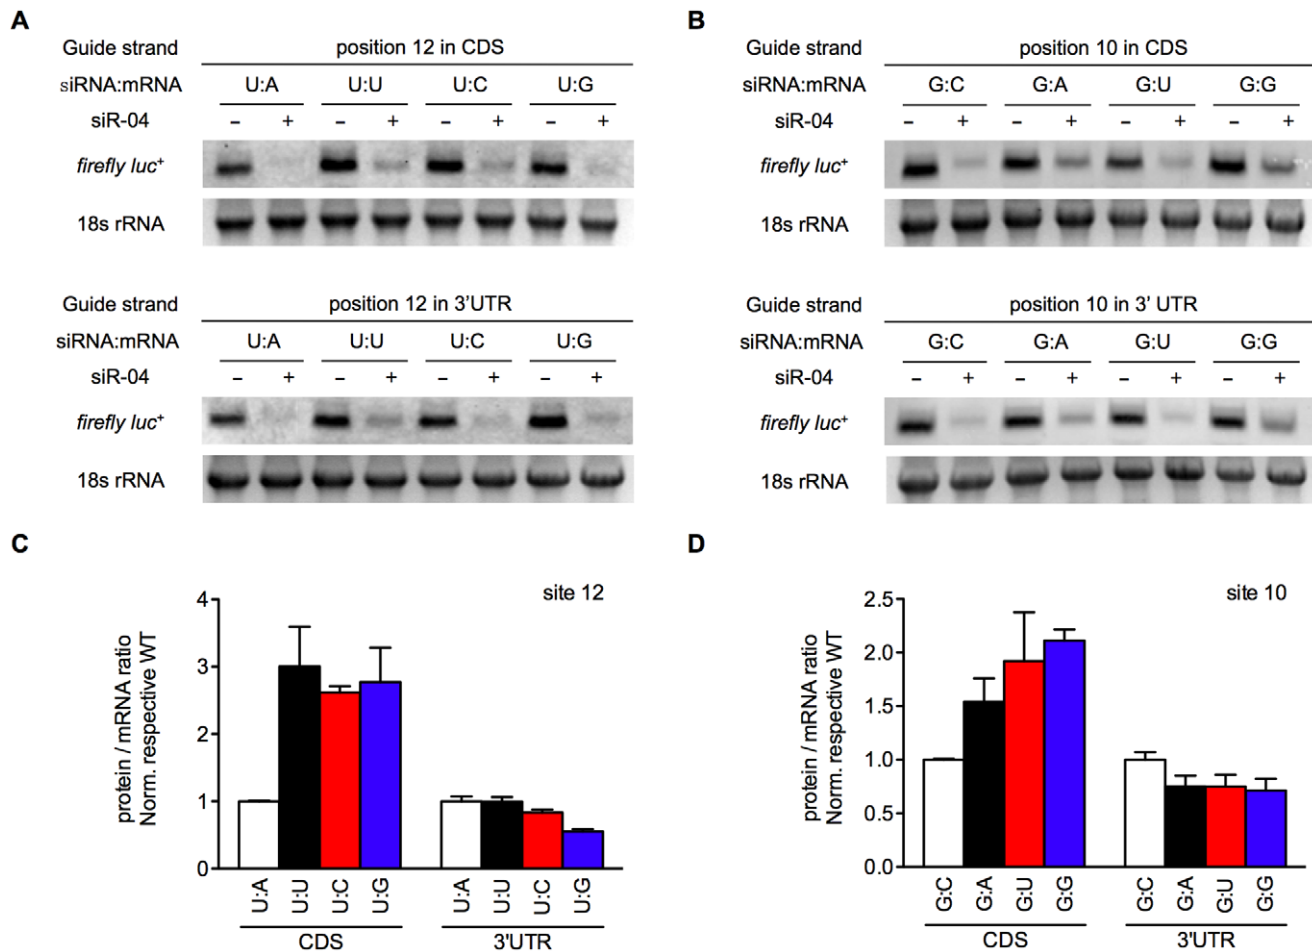 A
Guide strand position 12 in CDS
siRNA:mRNA U:A U:U U:C U:G
siR-04 – + – + – + – +
firefly luc⁺
18s rRNA
Guide strand position 12 in 3'UTR
siRNA:mRNA U:A U:U U:C U:G
siR-04 – + – + – + – +
firefly luc⁺
18s rRNA
B
Guide strand position 10 in CDS
siRNA:mRNA G:C G:A G:U G:G
siR-04 – + – + – + – +
firefly luc⁺
18s rRNA
Guide strand position 10 in 3' UTR
siRNA:mRNA G:C G:A G:U G:G
siR-04 – + – + – + – +
firefly luc⁺
18s rRNA
C
site 12
protein / mRNA ratio
Norm. respective WT
4
3
2
1
0
U:A U:U U:C U:G U:A U:U U:C U:G
CDS 3'UTR
D
site 10
protein / mRNA ratio
Norm. respective WT
2.5
2.0
1.5
1.0
0.5
0.0
G:C G:A G:U G:G G:C G:A G:U G:G
CDS 3'UTR